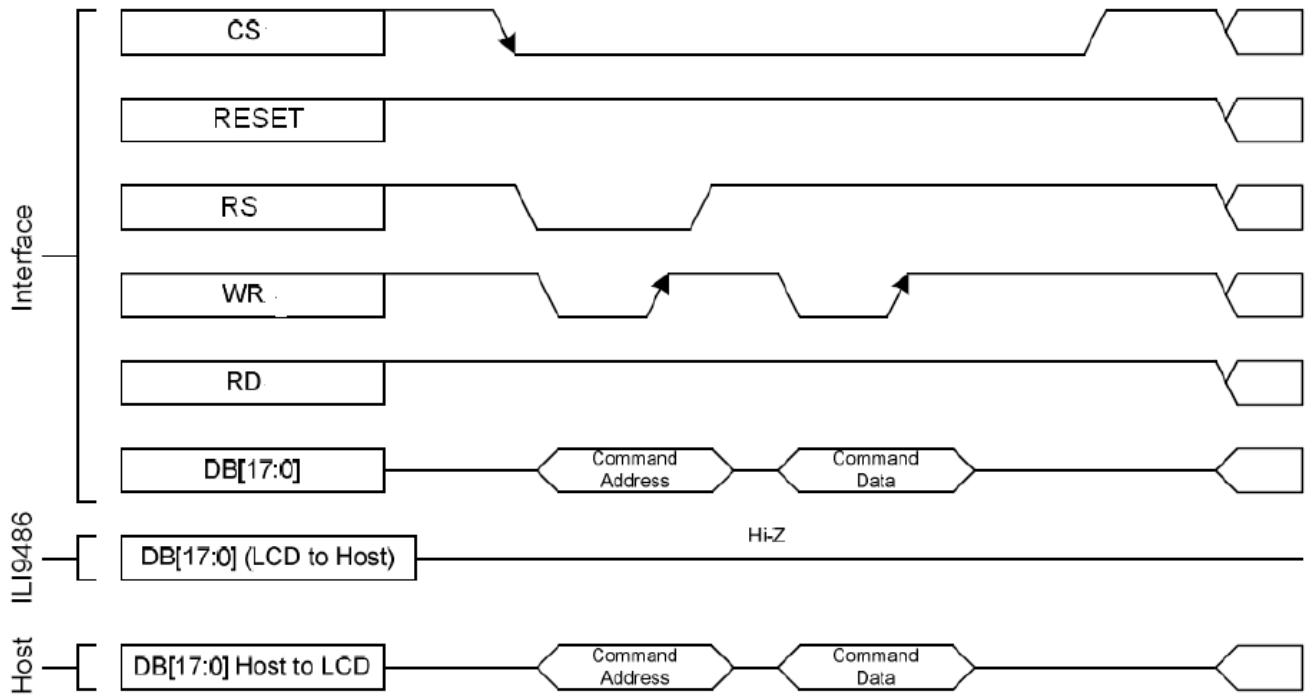 Interface
CS
RESET
RS
WR
RD
DB[17:0]
Command
Address
Command
Data
ILI9486
DB[17:0] (LCD to Host)
Hi-Z
Host
DB[17:0] Host to LCD
Command
Address
Command
Data